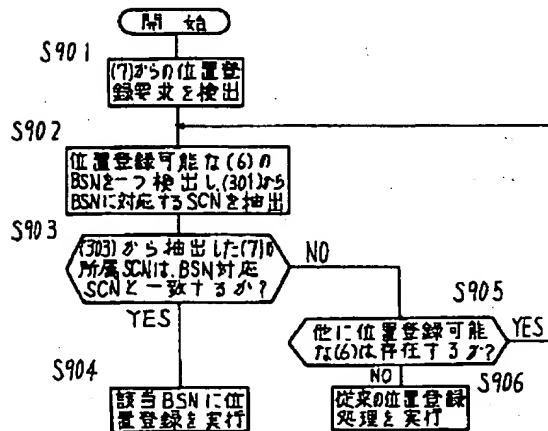 開始
S901
(7)からの位置登
録要求を検出
S902
位置登録可能な(6)の
BSNを一つ検出し,(301)から
BSNに対応するSCNを抽出
S903
(303)から抽出した(7)の
所属SCNは、BSN対応
SCNと一致するか?
NO
YES
S905
他に位置登録可能
な(6)は存在するか?
YES
NO
S904
該当BSNに位
置登録を実行
S906
従来の位置登録
処理を実行